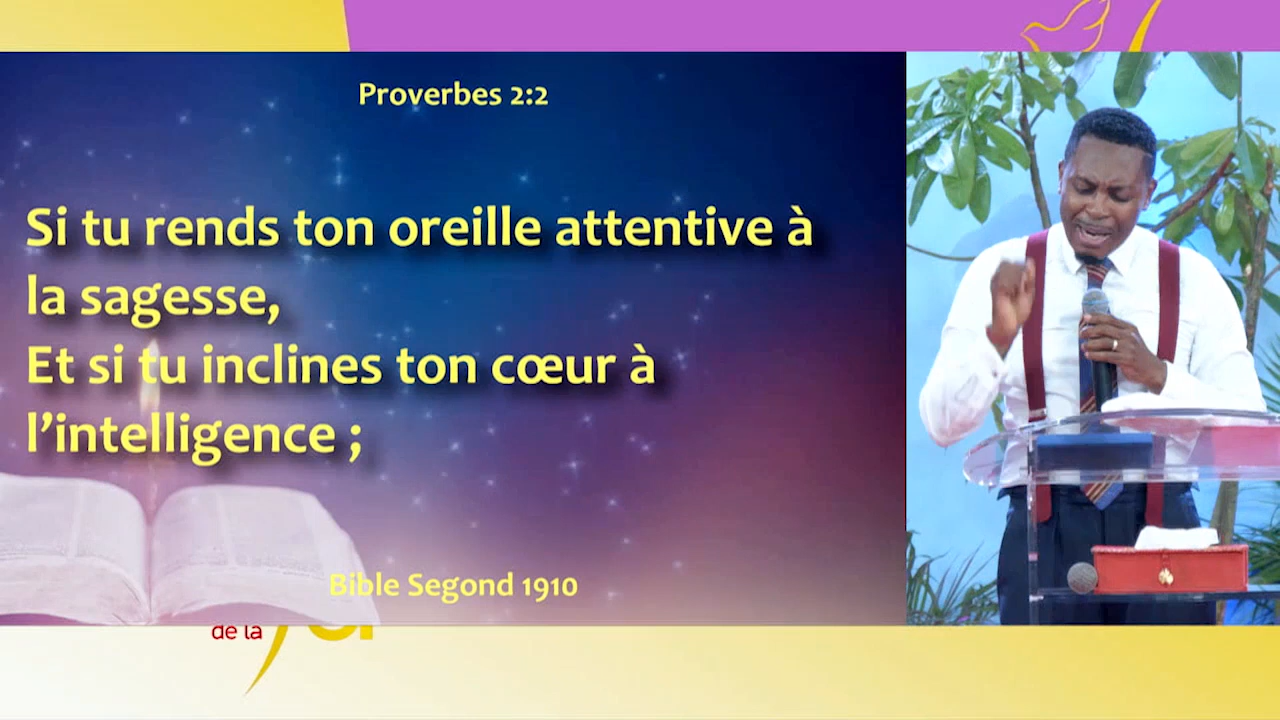 Proverbes 2:2
Si tu rends ton oreille attentive à
la sagesse,
Et si tu inclines ton cœur à
l’intelligence ;
Bible Segond 1910
de la